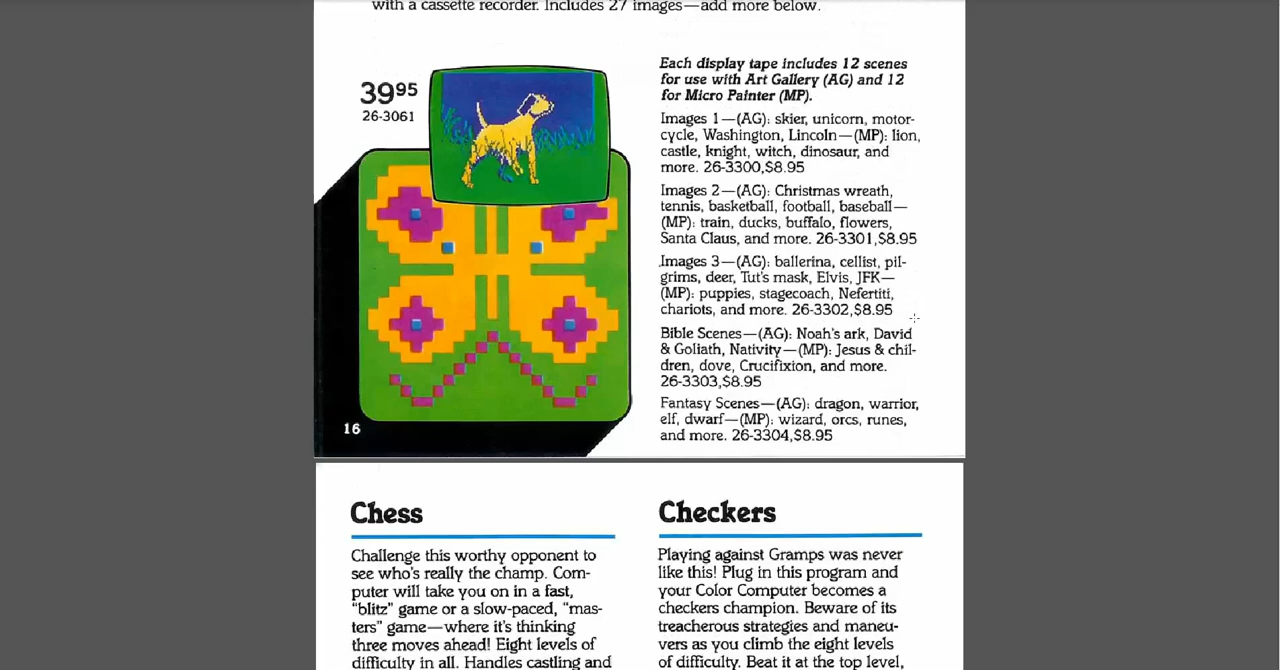 with a cassette recorder. Includes 27 images—add more below.
3995
26-3061
Each display tape includes 12 scenes
for use with Art Gallery (AG) and 12
for Micro Painter (MP).
Images 1—(AG): skier, unicorn, motor-
cycle, Washington, Lincoln—(MP): lion,
castle, knight, witch, dinosaur, and
more. 26-3300,$8.95
Images 2—(AG): Christmas wreath,
tennis, basketball, football, baseball—
(MP): train, ducks, buffalo, flowers,
Santa Claus, and more. 26-3301,$8.95
Images 3—(AG): ballerina, cellist, pil-
grims, deer, Tut's mask, Elvis, JFK—
(MP): puppies, stagecoach, Nefertiti,
chariots, and more. 26-3302,$8.95
Bible Scenes—(AG): Noah's ark, David
& Goliath, Nativity—(MP): Jesus & chil-
dren, dove, Crucifixion, and more.
26-3303,$8.95
Fantasy Scenes—(AG): dragon, warrior,
elf, dwarf—(MP): wizard, orcs, runes,
and more. 26-3304,$8.95
16
Chess
Challenge this worthy opponent to
see who's really the champ. Com-
puter will take you on in a fast,
"blitz" game or a slow-paced, "mas-
ters" game—where it's thinking
three moves ahead! Eight levels of
difficulty in all. Handles castling and
Checkers
Playing against Gramps was never
like this! Plug in this program and
your Color Computer becomes a
checkers champion. Beware of its
treacherous strategies and maneu-
vers as you climb the eight levels
of difficulty. Beat it at the top level,